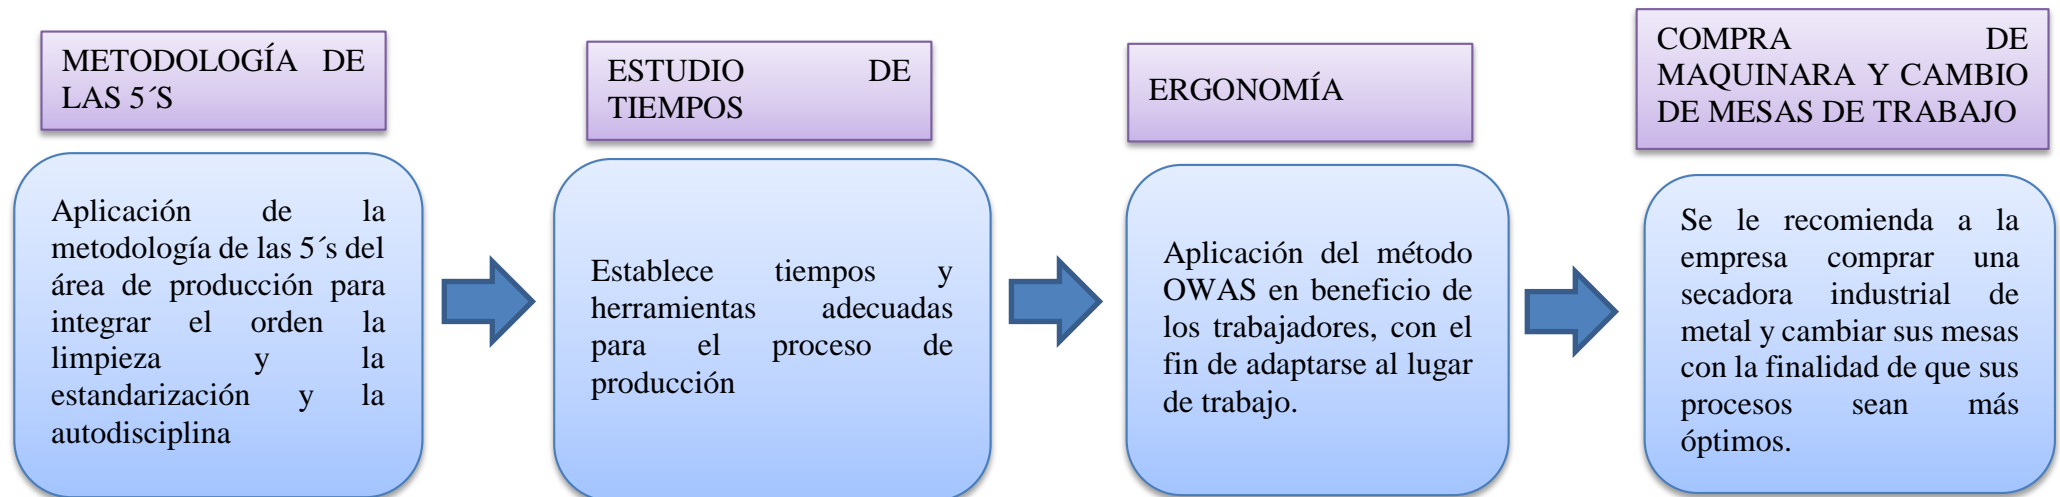 METODOLOGÍA DE
LAS 5´S
Aplicación de la
metodología de las 5´s del
área de producción para
integrar el orden la
limpieza y la
estandarización y la
autodisciplina
ESTUDIO DE
TIEMPOS
Establece tiempos y
herramientas adecuadas
para el proceso de
producción
ERGONOMÍA
Aplicación del método
OWAS en beneficio de
los trabajadores, con el
fin de adaptarse al lugar
de trabajo.
COMPRA DE
MAQUINARA Y CAMBIO
DE MESAS DE TRABAJO
Se le recomienda a la
empresa comprar una
secadora industrial de
metal y cambiar sus mesas
con la finalidad de que sus
procesos sean más
óptimos.